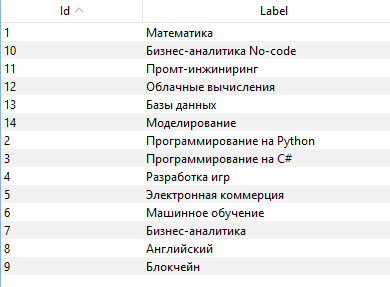 Id Label
1 Математика
10 Бизнес-аналитика No-code
11 Промт-инжиниринг
12 Облачные вычисления
13 Базы данных
14 Моделирование
2 Программирование на Python
3 Программирование на C#
4 Разработка игр
5 Электронная коммерция
6 Машинное обучение
7 Бизнес-аналитика
8 Английский
9 Блокчейн